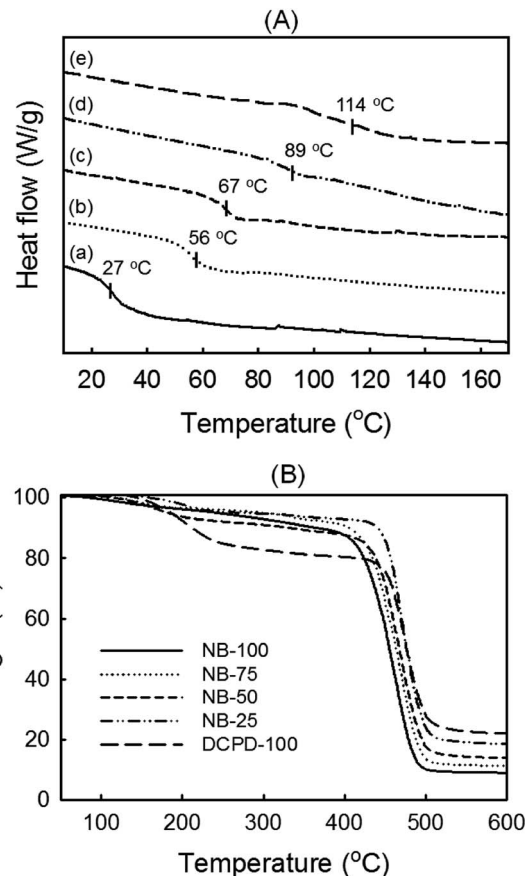 (A)
Heat flow (W/g)
(e)
114 °C
(d)
89 °C
(c)
67 °C
(b)
56 °C
(a)
27 °C
20 40 60 80 100 120 140 160
Temperature (°C)
(B)
100
80
60
40
20
0
NB-100
NB-75
NB-50
NB-25
DCPD-100
100 200 300 400 500 600
Temperature (°C)